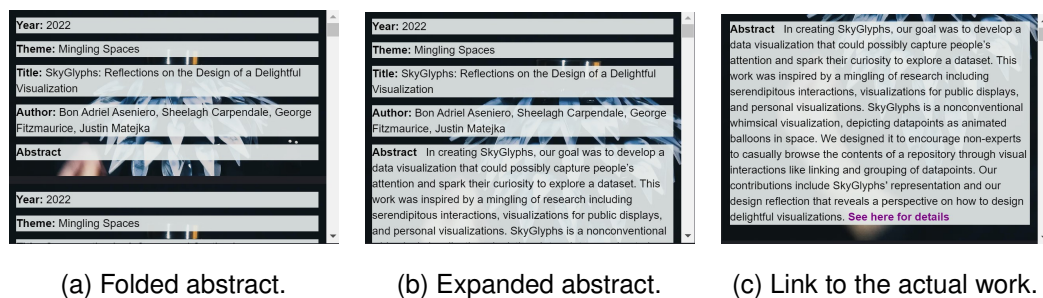 Year: 2022
Theme: Mingling Spaces
Title: SkyGlyphs: Reflections on the Design of a Delightful
Visualization
Author: Bon Adriel Aseniero, Sheelagh Carpendale, George
Fitzmaurice, Justin Matejka
Abstract
Year: 2022
Theme: Mingling Spaces
(a) Folded abstract.
Year: 2022
Theme: Mingling Spaces
Title: SkyGlyphs: Reflections on the Design of a Delightful
Visualization
Author: Bon Adriel Aseniero, Sheelagh Carpendale, George
Fitzmaurice, Justin Matejka
Abstract In creating SkyGlyphs, our goal was to develop a
data visualization that could possibly capture people's
attention and spark their curiosity to explore a dataset. This
work was inspired by a mingling of research including
serendipitous interactions, visualizations for public displays,
and personal visualizations. SkyGlyphs is a nonconventional
(b) Expanded abstract.
Abstract In creating SkyGlyphs, our goal was to develop a
data visualization that could possibly capture people's
attention and spark their curiosity to explore a dataset. This
work was inspired by a mingling of research including
serendipitous interactions, visualizations for public displays,
and personal visualizations. SkyGlyphs is a nonconventional
whimsical visualization, depicting datapoints as animated
balloons in space. We designed it to encourage non-experts
to casually browse the contents of a repository through visual
interactions like linking and grouping of datapoints. Our
contributions include SkyGlyphs' representation and our
design reflection that reveals a perspective on how to design
delightful visualizations. See here for details
(c) Link to the actual work.